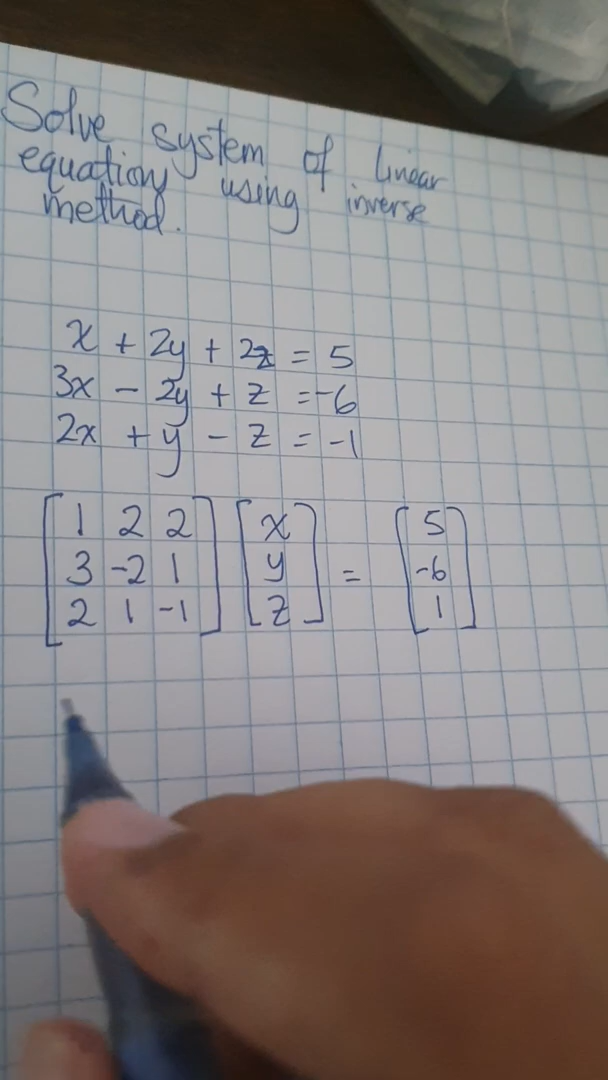 Solve system of linear
equation using inverse
method.
x + 2y + 2z = 5
3x - 2y + z = -6
2x + y - z = -1
[1 2 2] [x] = [5]
[3 -2 1] [y] [-6]
[2 1 -1] [z] [1]